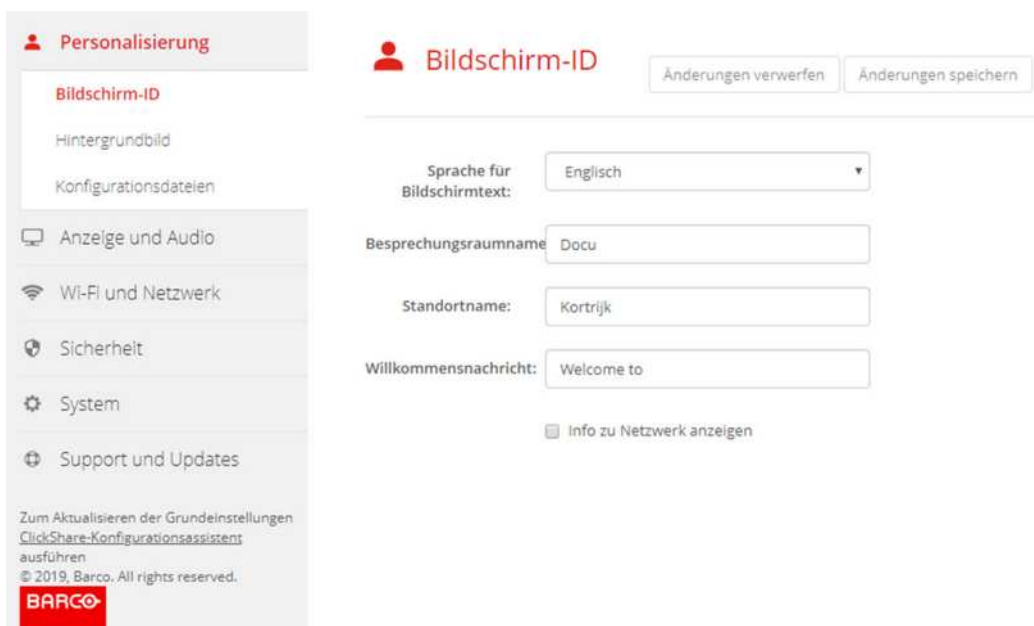 Personalisierung
Bildschirm-ID
Hintergrundbild
Konfigurationsdateien
Anzeige und Audio
Wi-Fi und Netzwerk
Sicherheit
System
Support und Updates
Zum Aktualisieren der Grundeinstellungen
ClickShare-Konfigurationsassistent
ausführen
© 2019, Barco. All rights reserved.
BARCO
Bildschirm-ID
Änderungen verwerfen
Änderungen speichern
Sprache für
Bildschirmtext:
Englisch
Besprechungsraumname
Docu
Standortname:
Kortrijk
Willkommensnachricht:
Welcome to
Info zu Netzwerk anzeigen